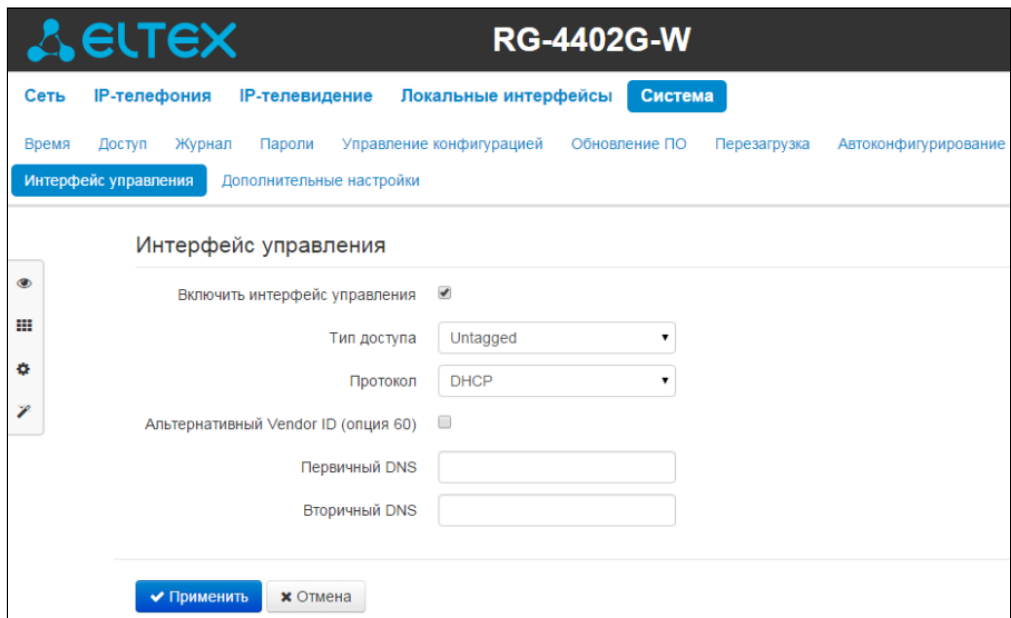 ELTEX RG-4402G-W
Сеть IP-телефония IP-телевидение Локальные интерфейсы Система
Время Доступ Журнал Пароли Управление конфигурацией Обновление ПО Перезагрузка Автоконфигурирование
Интерфейс управления Дополнительные настройки
Интерфейс управления
Включить интерфейс управления
Тип доступа Untagged
Протокол DHCP
Альтернативный Vendor ID (опция 60)
Первичный DNS
Вторичный DNS
Применить Отмена